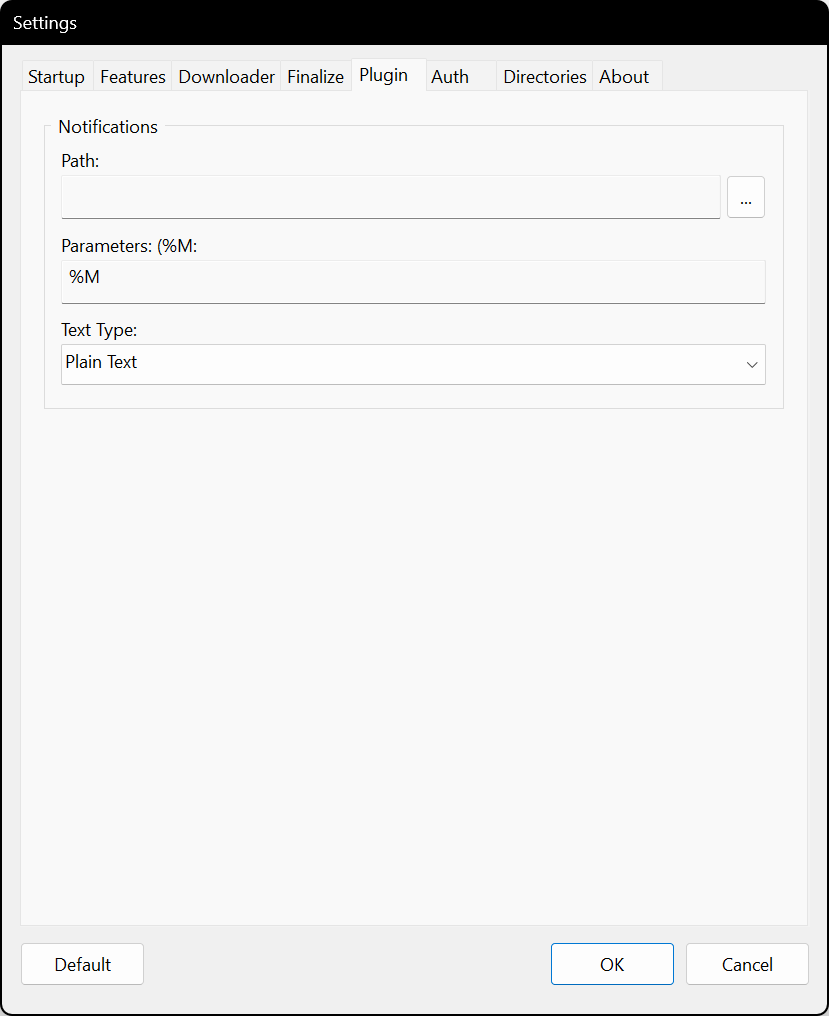 Settings
Startup Features Downloader Finalize Plugin Auth Directories About
Notifications
Path:
...
Parameters: (%M:
%M
Text Type:
Plain Text
Default OK Cancel